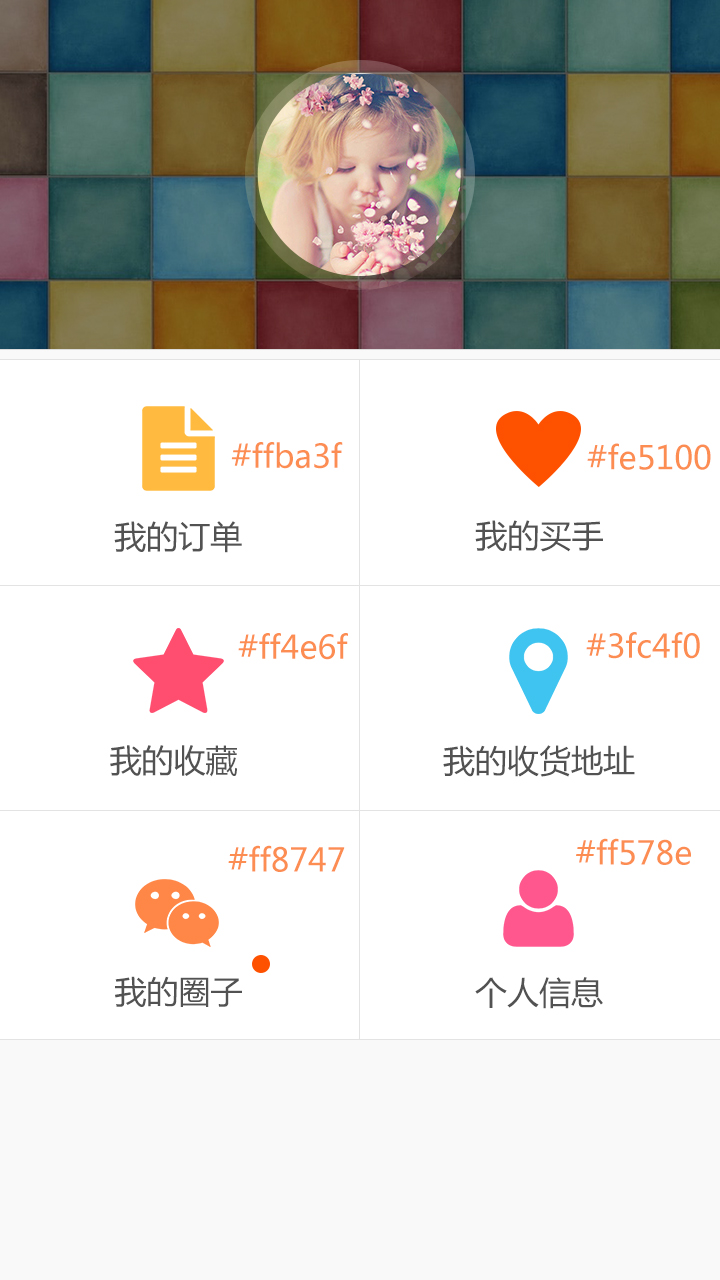 #ffba3f
我的订单
#fe5100
我的买手
#ff4e6f
我的收藏
#3fc4f0
我的收货地址
#ff8747
我的圈子
#ff578e
个人信息